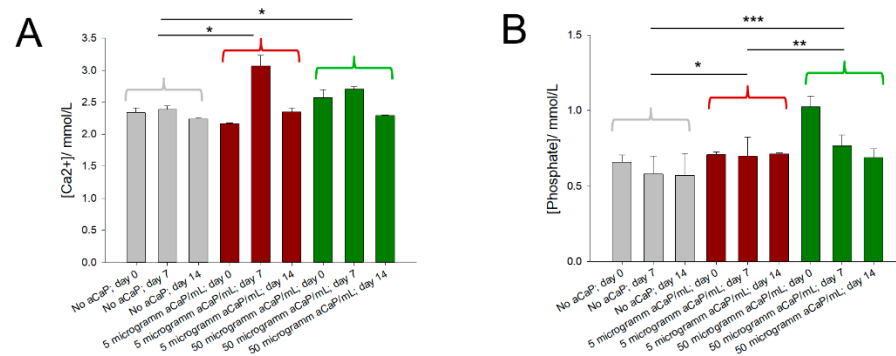 A
[Ca2+]/ mmol/L
3.5
3.0
2.5
2.0
1.5
1.0
0.5
0.0
*
*
No aCaP; day 0
No aCaP; day 7
No aCaP; day 14
5 microgramm aCaP/mL; day 0
5 microgramm aCaP/mL; day 7
5 microgramm aCaP/mL; day 14
50 microgramm aCaP/mL; day 0
50 microgramm aCaP/mL; day 7
50 microgramm aCaP/mL; day 14
B
[Phosphate]/ mmol/L
1.5
1.0
0.5
0.0
***
**
*
No aCaP; day 0
No aCaP; day 7
No aCaP; day 14
5 microgramm aCaP/mL; day 0
5 microgramm aCaP/mL; day 7
5 microgramm aCaP/mL; day 14
50 microgramm aCaP/mL; day 0
50 microgramm aCaP/mL; day 7
50 microgramm aCaP/mL; day 14